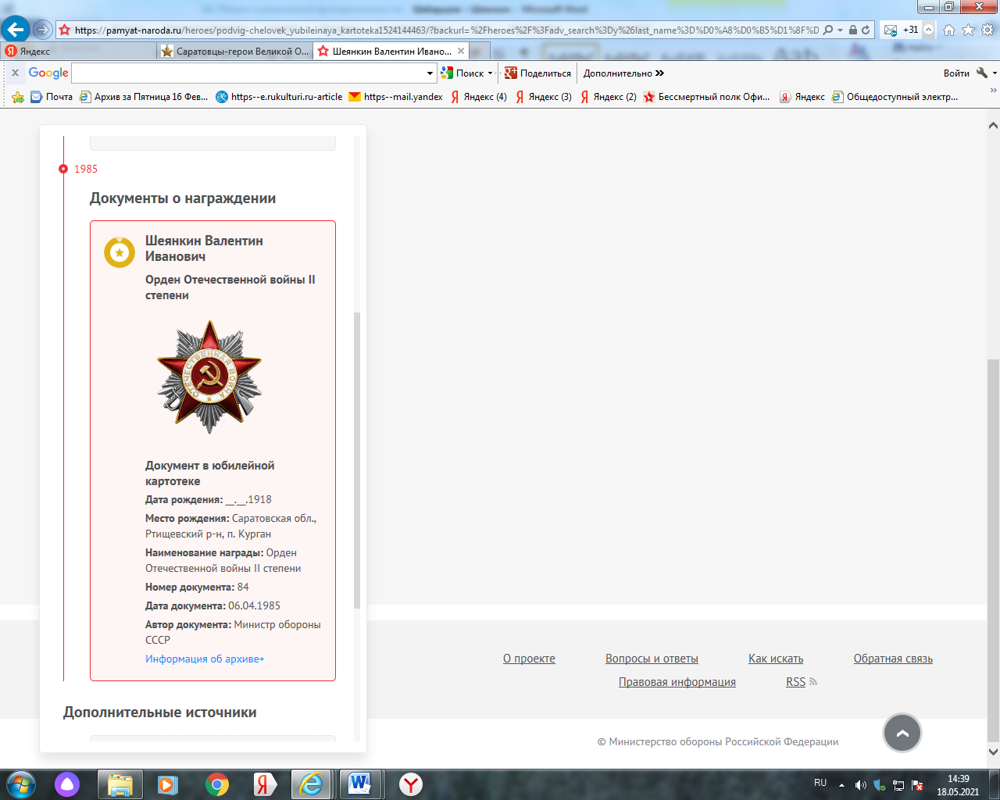 https://pamyat-naroda.ru/heroes/podvig-chelovek_yubileinaya_kartoteka1524144463/?backurl=%2Fheroes%2F%3Fadv_search%3Dy%26last_name%3D%D0%A8%D0%B5%D1%8F%D
+31
Яндекс
Саратовцы-герои Великой О...
Шеянкин Валентин Ивано...
Google
Поиск
Поделиться
Дополнительно
Войти
Почта
Архив за Пятница 16 Фев...
https--e.rukulturi.ru-article
https--mail.yandex
Яндекс (4)
Яндекс (3)
Яндекс (2)
Бессмертный полк Офи...
Яндекс
Общедоступный электр...
1985
Документы о награждении
Шеянкин Валентин
Иванович
Орден Отечественной войны II
степени
ОТЕЧЕСТВЕННАЯ ВОЙНА
Документ в юбилейной
картотеке
Дата рождения: __.__.1918
Место рождения: Саратовская обл.,
Ртищевский р-н, п. Курган
Наименование награды: Орден
Отечественной войны II степени
Номер документа: 84
Дата документа: 06.04.1985
Автор документа: Министр обороны
СССР
Информация об архиве+
Дополнительные источники
О проекте
Вопросы и ответы
Как искать
Обратная связь
Правовая информация
RSS
© Министерство обороны Российской Федерации
RU
14:39
18.05.2021